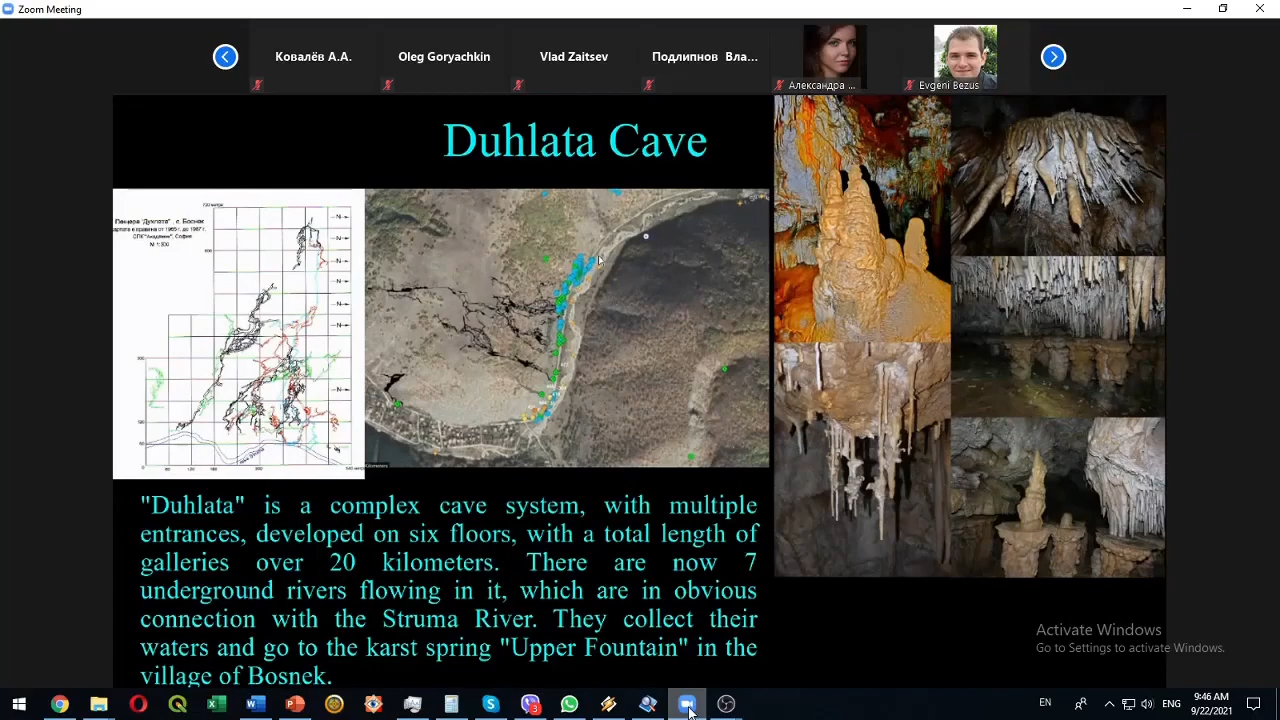 Zoom Meeting
Ковалёв А.А.
Oleg Goryachkin
Vlad Zaitsev
Подлипнов Вла...
Александра ...
Evgeni Bezus
Duhlata Cave
"Duhlata" is a complex cave system, with multiple
entrances, developed on six floors, with a total length of
galleries over 20 kilometers. There are now 7
underground rivers flowing in it, which are in obvious
connection with the Struma River. They collect their
waters and go to the karst spring "Upper Fountain" in the
village of Bosnek.
Activate Windows
Go to Settings to activate Windows.
EN
ENG
9:46 AM
9/22/2021